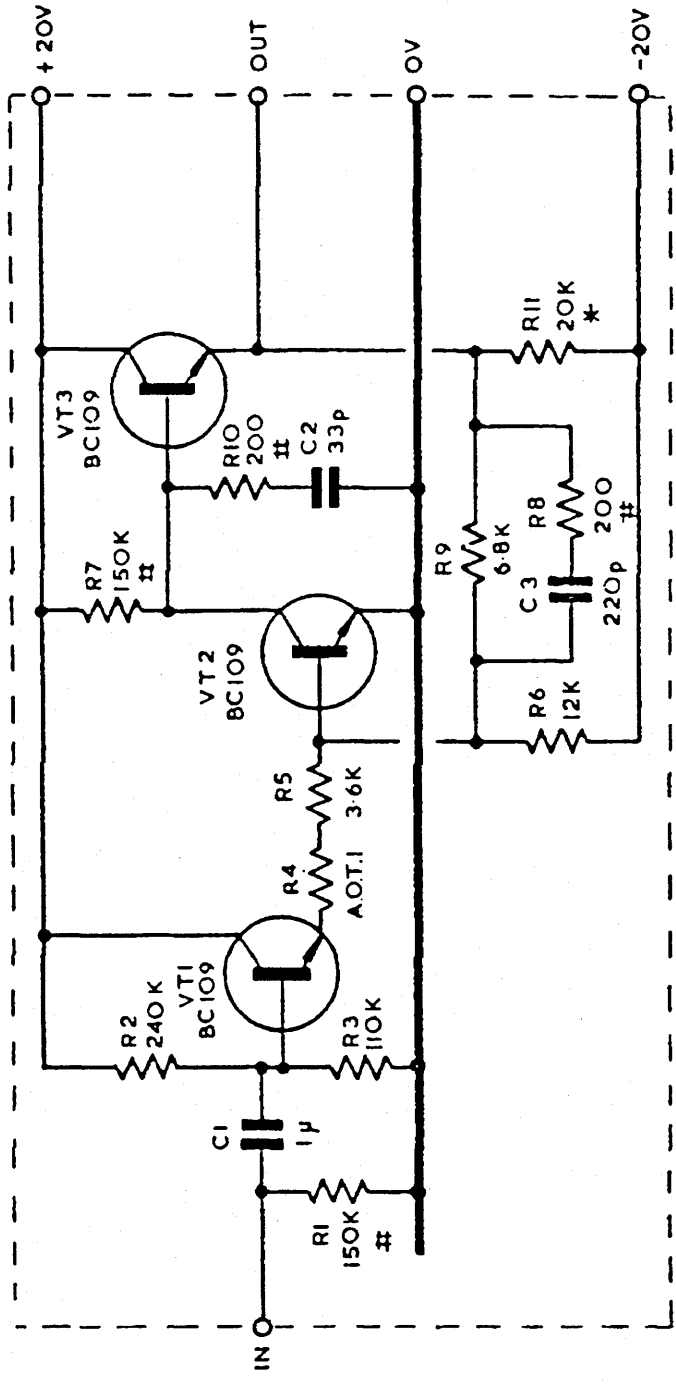 +20V
OUT
0V
-20V
IN
R1
150K
#
C1
1µ
R2
240K
R3
110K
VT1
BC109
R4
A.O.T.1
R5
3·6K
VT2
BC109
R7
150K
#
VT3
BC109
R10
200
#
C2
33p
R6
12K
R9
6·8K
C3
220p
R8
200
#
R11
20K
*